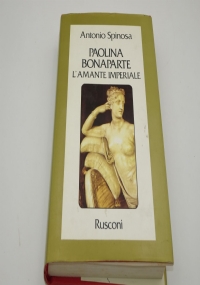 Antonio Spinosa
PAOLINA
BONAPARTE
L'AMANTE IMPERIALE
Rusconi